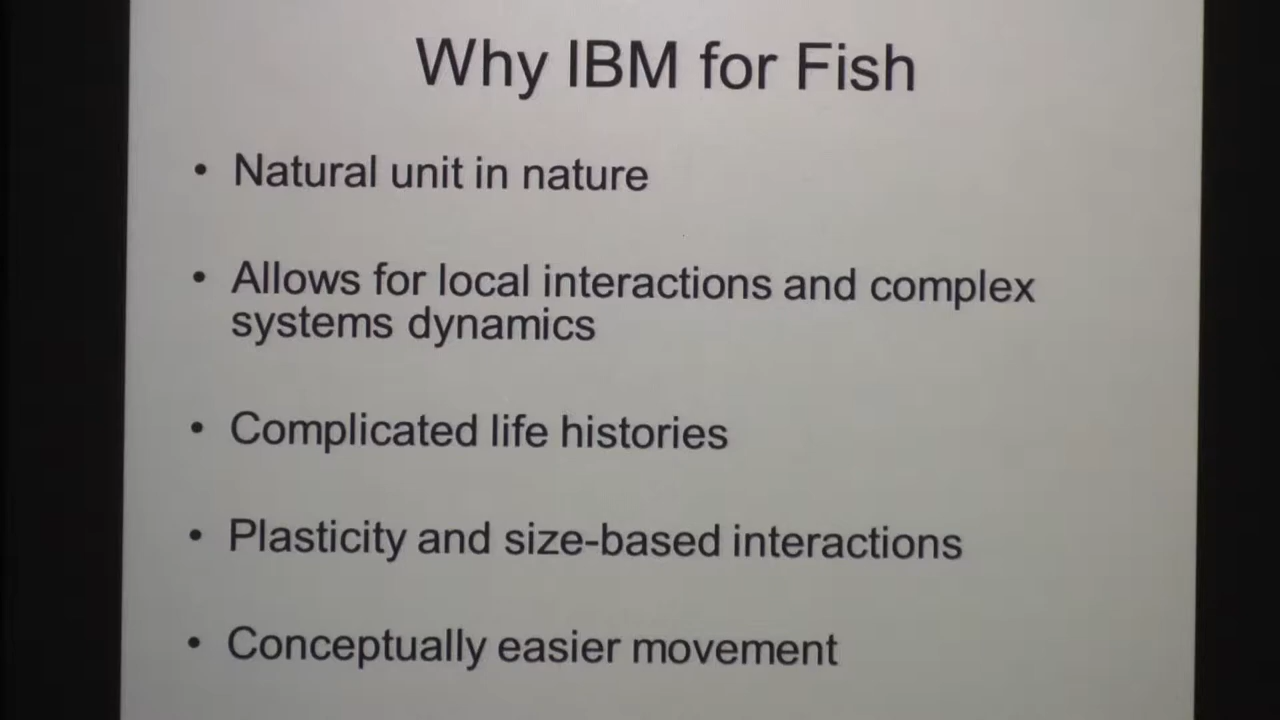 Why IBM for Fish
• Natural unit in nature
• Allows for local interactions and complex
systems dynamics
• Complicated life histories
• Plasticity and size-based interactions
• Conceptually easier movement